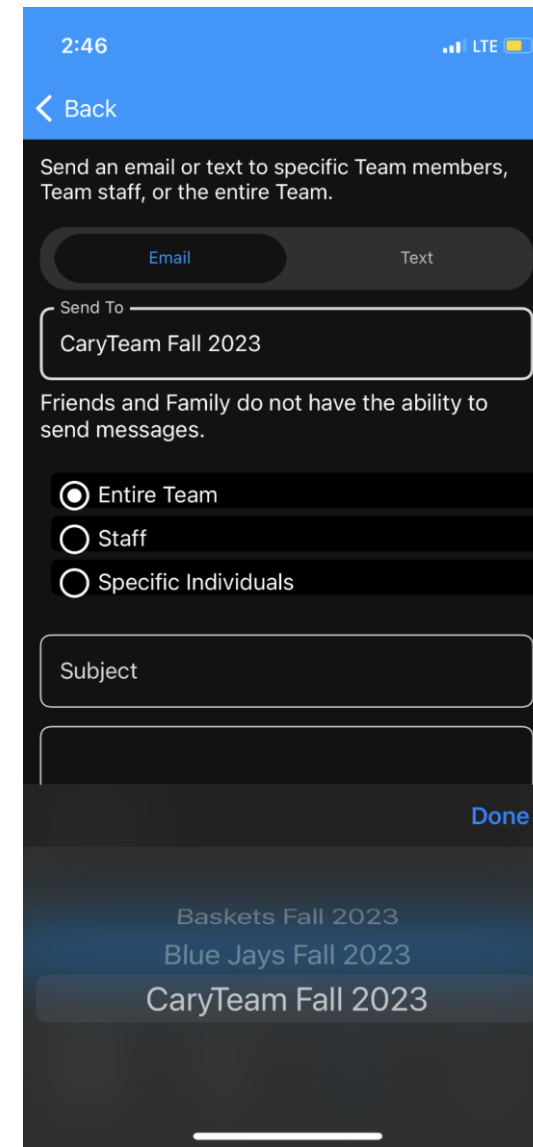 2:46 LTE
Back
Send an email or text to specific Team members,
Team staff, or the entire Team.
Email Text
Send To
CaryTeam Fall 2023
Friends and Family do not have the ability to
send messages.
Entire Team
Staff
Specific Individuals
Subject
Done
Baskets Fall 2023
Blue Jays Fall 2023
CaryTeam Fall 2023